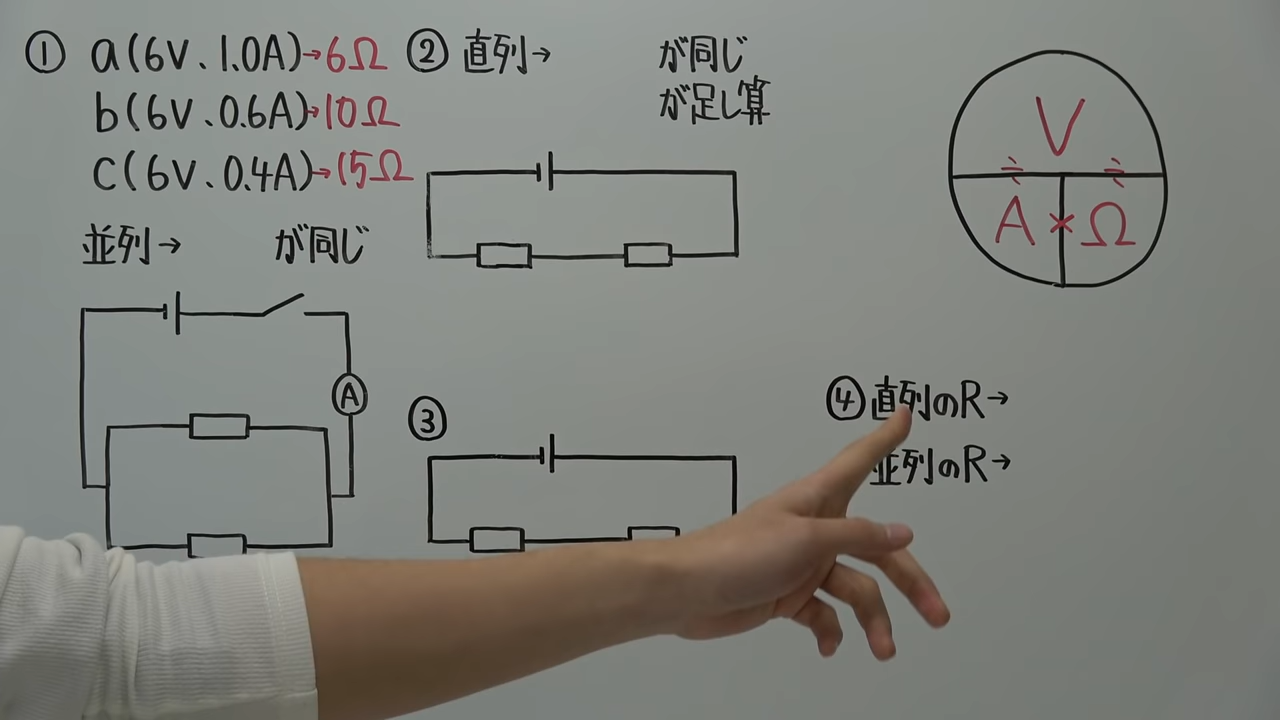 ① a(6V、1.0A)→6Ω
b(6V、0.6A)→10Ω
c(6V、0.4A)→15Ω
並列→ が同じ
A
② 直列→ が同じ
が足し算
③
V
÷ ÷
A×Ω
④ 直列のR→
並列のR→